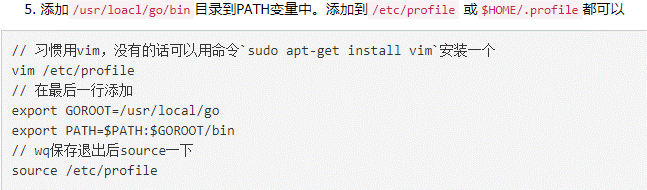 5. 添加 /usr/loacl/go/bin 目录到PATH变量中。添加到 /etc/profile 或 $HOME/.profile 都可以
// 习惯用vim，没有的话可以用命令`sudo apt-get install vim`安装一个
vim /etc/profile
// 在最后一行添加
export GOROOT=/usr/local/go
export PATH=$PATH:$GOROOT/bin
// wq保存退出后source一下
source /etc/profile